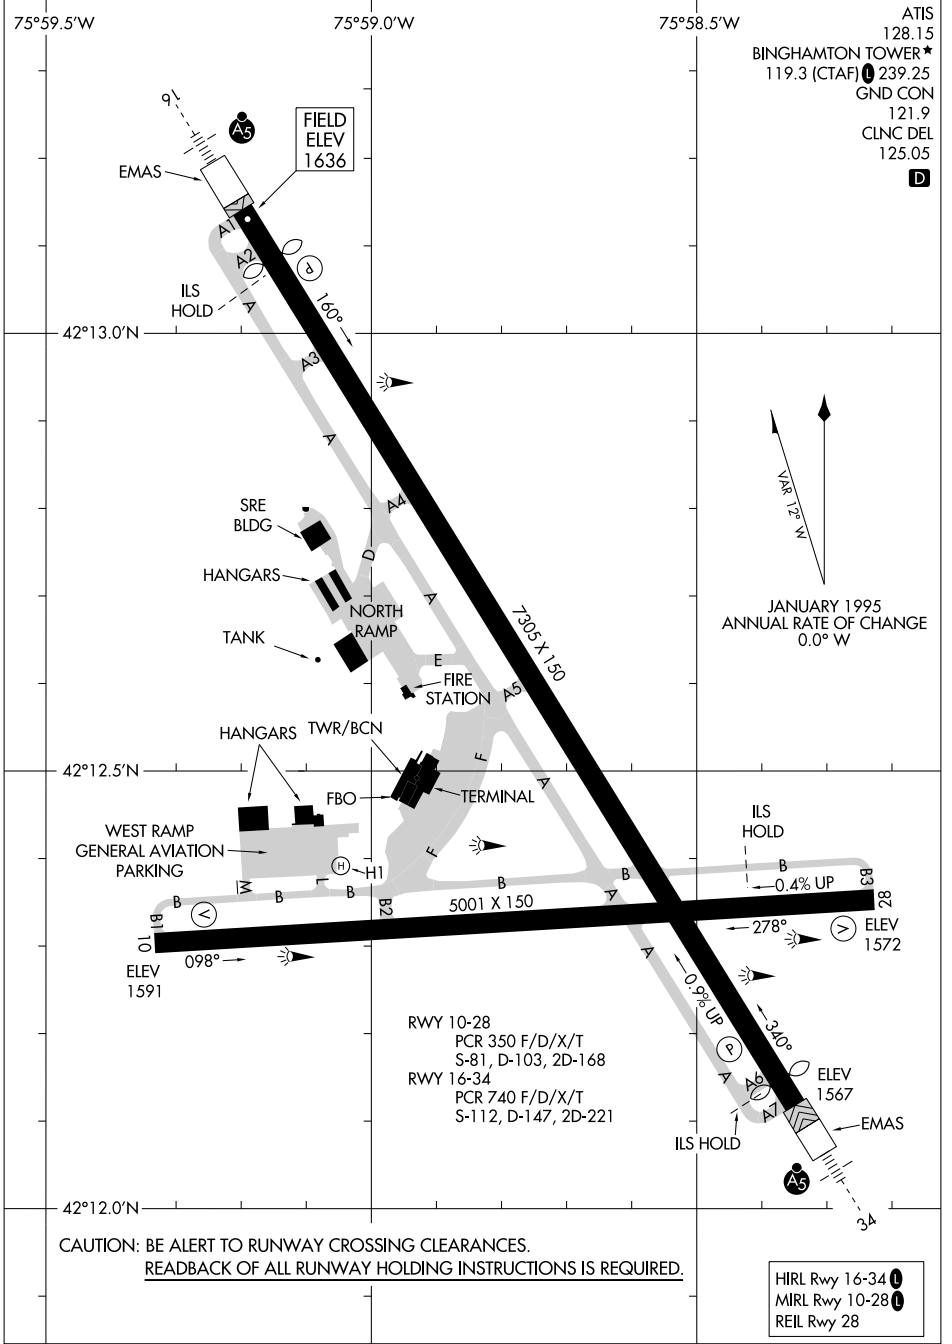 75°59.5'W
75°59.0'W
75°58.5'W
ATIS
128.15
BINGHAMTON TOWER★
119.3 (CTAF) L 239.25
GND CON
121.9
CLNC DEL
125.05
D
16
A5
FIELD
ELEV
1636
EMAS
A1
A2
P
ILS
HOLD
A
160°
42°13.0'N
A3
A
VAR 12° W
JANUARY 1995
ANNUAL RATE OF CHANGE
0.0° W
A4
SRE
BLDG
D
HANGARS
A
NORTH
RAMP
7305 X 150
TANK
E
FIRE
STATION
A5
HANGARS
TWR/BCN
F
42°12.5'N
A
FBO
TERMINAL
WEST RAMP
GENERAL AVIATION
PARKING
ILS
HOLD
F
H
H1
B
B
B3
M
L
B
B
B
B
A
0.4% UP
28
B1
V
B2
5001 X 150
278°
V
ELEV
1572
10
098°
A
ELEV
1591
0.9% UP
RWY 10-28
PCR 350 F/D/X/T
S-81, D-103, 2D-168
RWY 16-34
PCR 740 F/D/X/T
S-112, D-147, 2D-221
340°
P
A
A6
ELEV
1567
A7
EMAS
ILS HOLD
A5
42°12.0'N
34
CAUTION: BE ALERT TO RUNWAY CROSSING CLEARANCES.
READBACK OF ALL RUNWAY HOLDING INSTRUCTIONS IS REQUIRED.
HIRL Rwy 16-34 L
MIRL Rwy 10-28 L
REIL Rwy 28